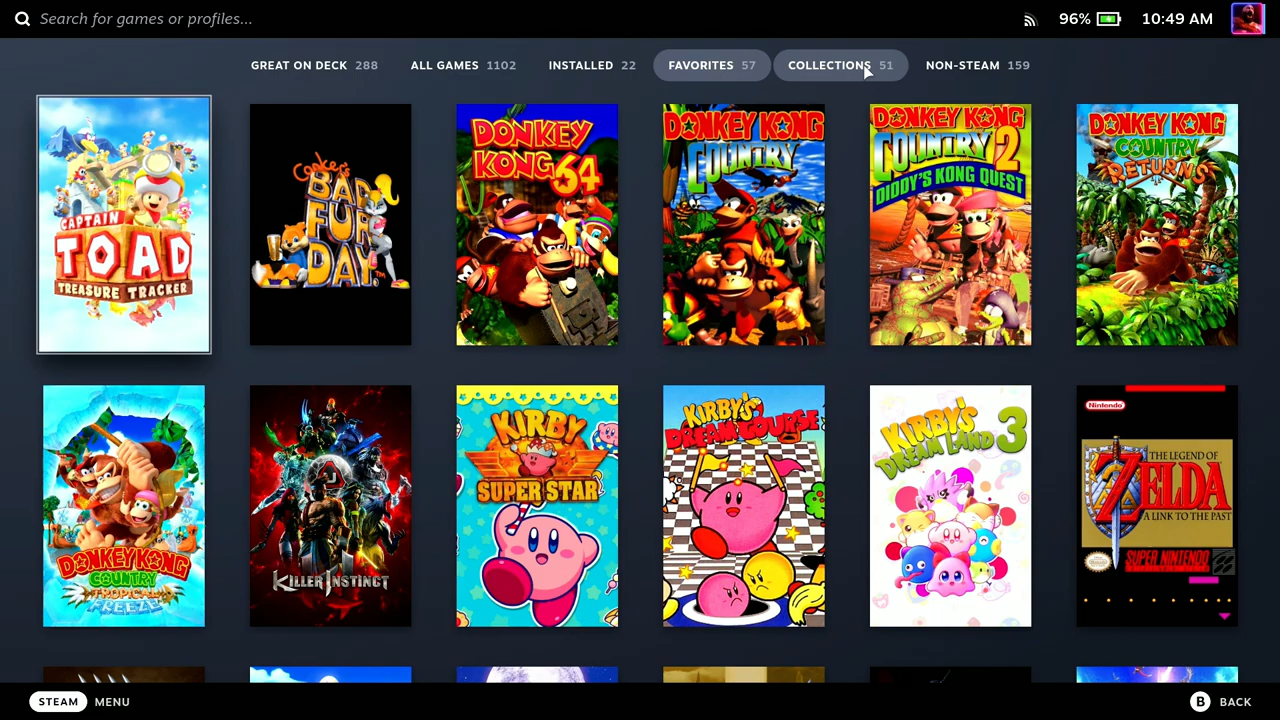 Search for games or profiles...
96%
10:49 AM
GREAT ON DECK 288
ALL GAMES 1102
INSTALLED 22
FAVORITES 57
COLLECTIONS 51
NON-STEAM 159
CAPTAIN
TOAD
TREASURE TRACKER
Conker's
BAD
FUR
DAY.™
DONKEY
KONG 64
DONKEY KONG
COUNTRY
DONKEY KONG
COUNTRY 2
DIDDY'S KONG QUEST
DONKEY KONG
COUNTRY
RETURNS
DONKEY KONG
COUNTRY
TROPICAL
FREEZE
KILLER INSTINCT
KIRBY
SUPER STAR
KIRBY'S
DREAM COURSE
KIRBY'S
DREAM LAND 3
Nintendo
THE LEGEND OF
ZELDA
A LINK TO THE PAST
SUPER NINTENDO
STEAM MENU
B BACK